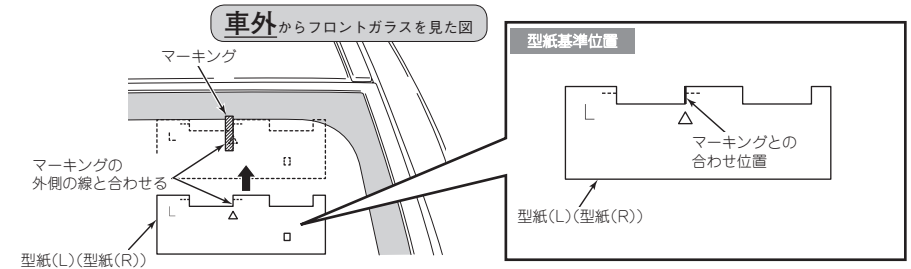 車外からフロントガラスを見た図
マーキング
マーキングの
外側の線と合わせる
L
L
型紙(L)(型紙(R))
型紙基準位置
L
マーキングとの
合わせ位置
型紙(L)(型紙(R))